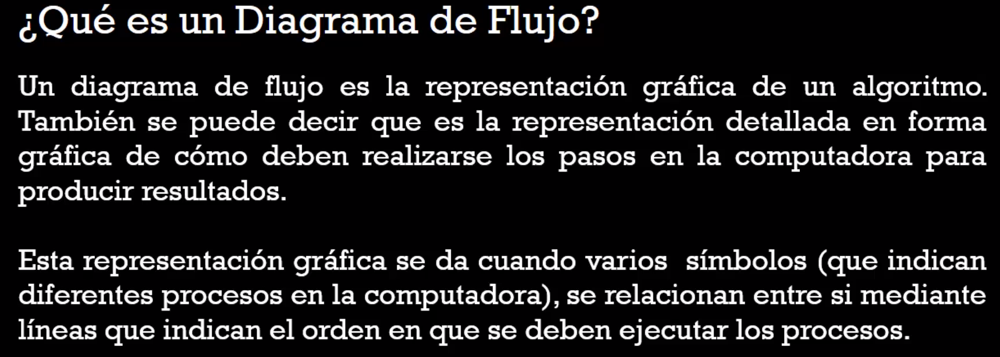 ¿Qué es un Diagrama de Flujo?
Un diagrama de flujo es la representación gráfica de un algoritmo.
También se puede decir que es la representación detallada en forma
gráfica de cómo deben realizarse los pasos en la computadora para
producir resultados.
Esta representación gráfica se da cuando varios símbolos (que indican
diferentes procesos en la computadora), se relacionan entre si mediante
líneas que indican el orden en que se deben ejecutar los procesos.